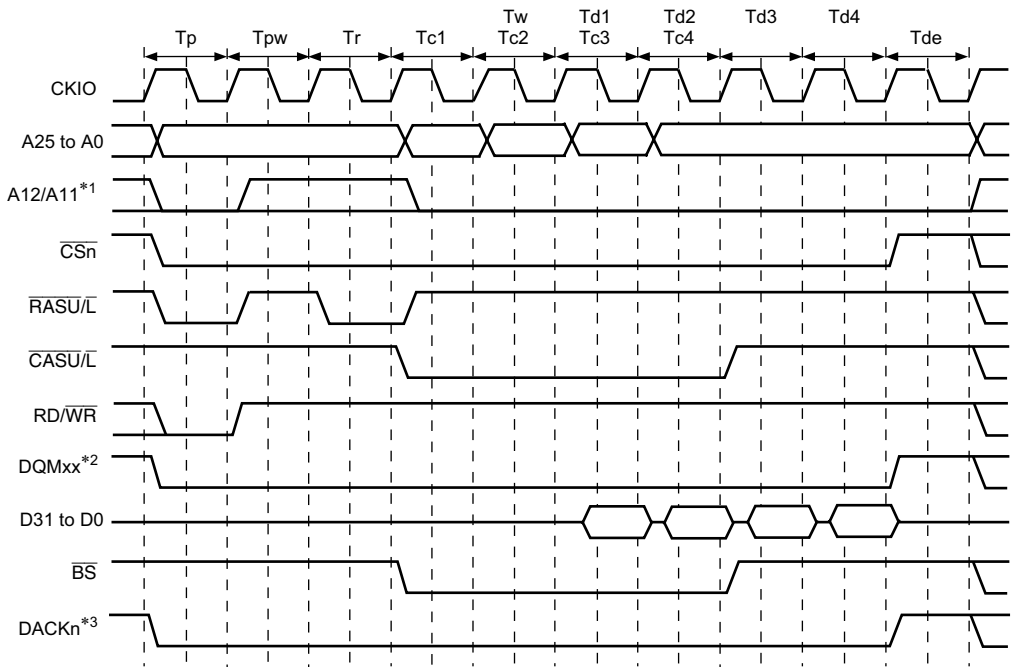 Tw Td1 Td2 Td3 Td4
Tp Tpw Tr Tc1 Tc2 Tc3 Tc4 Tde
CKIO
A25 to A0
A12/A11*1
CSn
RASU/L
CASU/L
RD/WR
DQMxx*2
D31 to D0
BS
DACKn*3